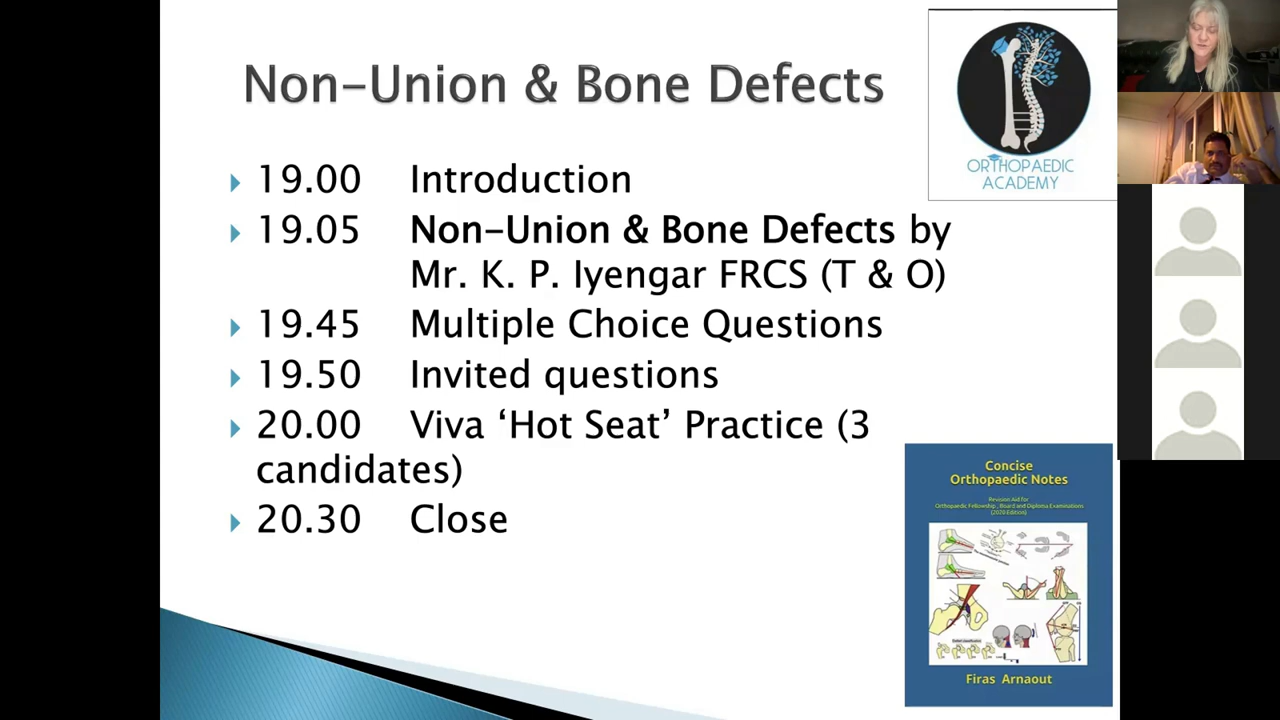 Non-Union & Bone Defects
ORTHOPAEDIC
ACADEMY
19.00 Introduction
19.05 Non-Union & Bone Defects by
Mr. K. P. Iyengar FRCS (T & O)
19.45 Multiple Choice Questions
19.50 Invited questions
20.00 Viva ‘Hot Seat’ Practice (3
candidates)
20.30 Close
Concise
Orthopaedic Notes
Revision Aid for
Orthopaedic Fellowship, Board and Diploma Examinations
(2020 Edition)
Firas Arnaout